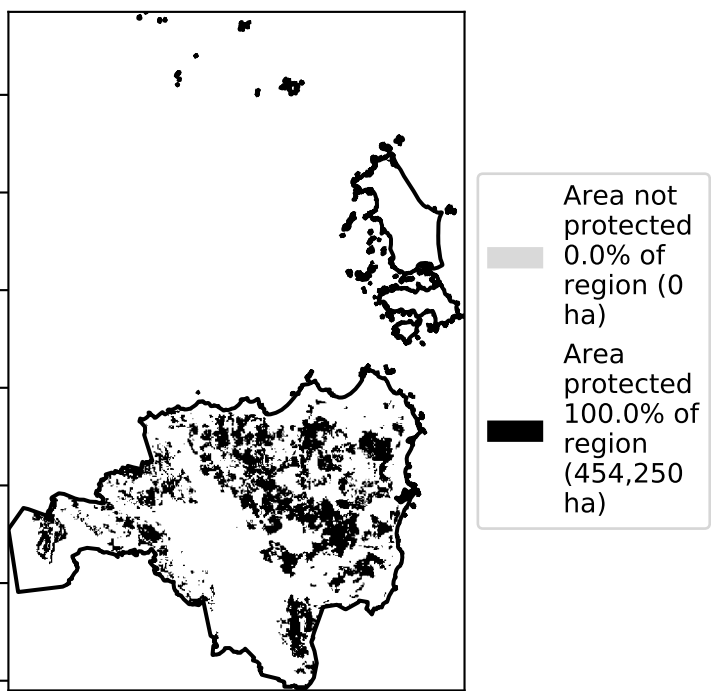 Area not
protected
0.0% of
region (0
ha)
Area
protected
100.0% of
region
(454,250
ha)